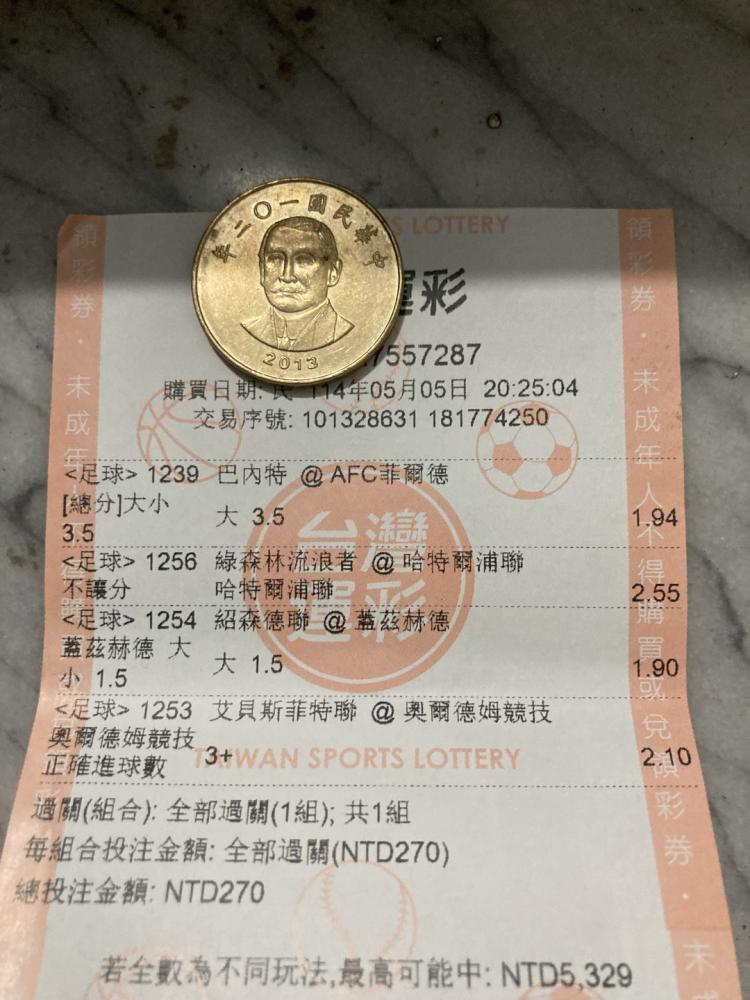 中華民國一〇二年
2013
S LOTTERY
運彩
7557287
購買日期: 民 114年05月05日 20:25:04
交易序號: 101328631 181774250
<足球> 1239 巴內特 @ AFC菲爾德
[總分]大小 3.5 大 3.5 1.94
<足球> 1256 綠森林流浪者 @ 哈特爾浦聯
不讓分 哈特爾浦聯 2.55
<足球> 1254 紹森德聯 @ 蓋茲赫德
蓋茲赫德 大小 1.5 大 1.5 1.90
<足球> 1253 艾貝斯菲特聯 @ 奧爾德姆競技
奧爾德姆競技 正確進球數 3+ 2.10
台灣運彩
TAIWAN SPORTS LOTTERY
過關(組合): 全部過關(1組); 共1組
每組合投注金額: 全部過關(NTD270)
總投注金額: NTD270
若全數為不同玩法,最高可能中: NTD5,329
領彩券・未成年人
領彩券・未成年人不得購買或兌領彩券・未